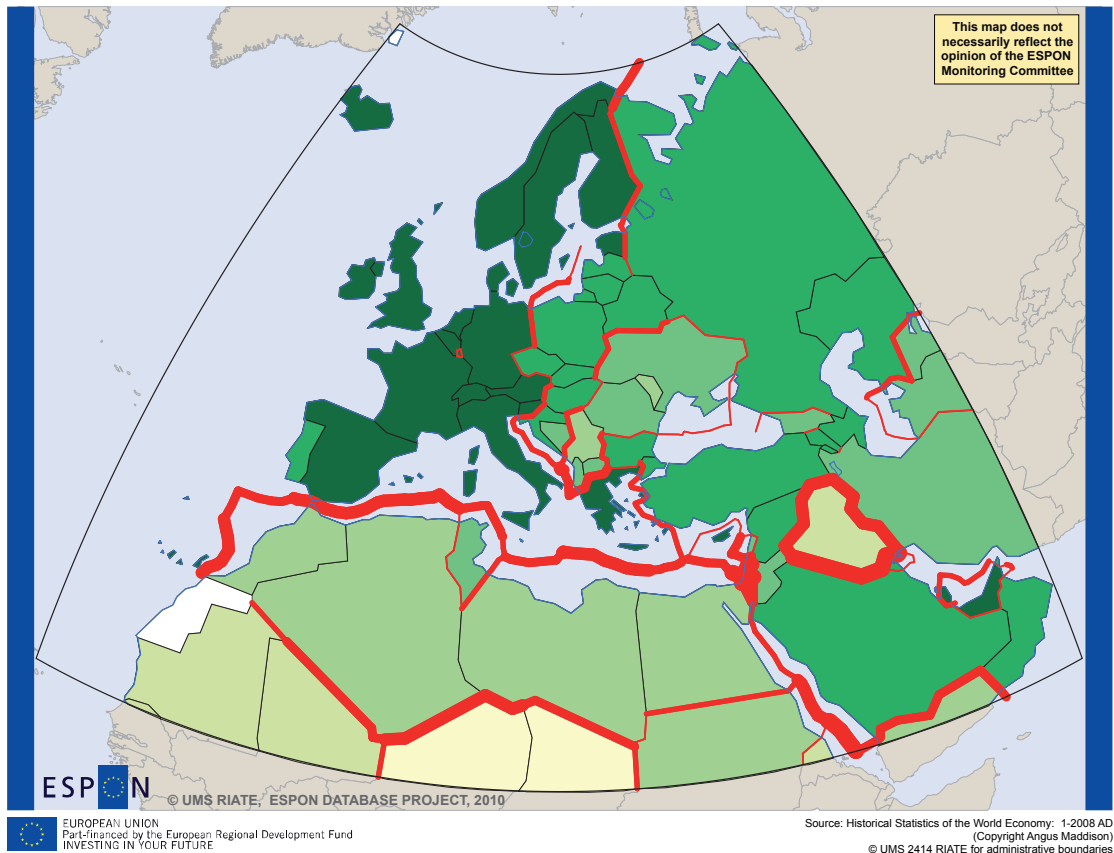 This map does not
necessarily reflect the
opinion of the ESPON
Monitoring Committee
ESPON
© UMS RIATE, ESPON DATABASE PROJECT, 2010
EUROPEAN UNION
Part-financed by the European Regional Development Fund
INVESTING IN YOUR FUTURE
Source: Historical Statistics of the World Economy: 1-2008 AD
(Copyright Angus Maddison)
© UMS 2414 RIATE for administrative boundaries